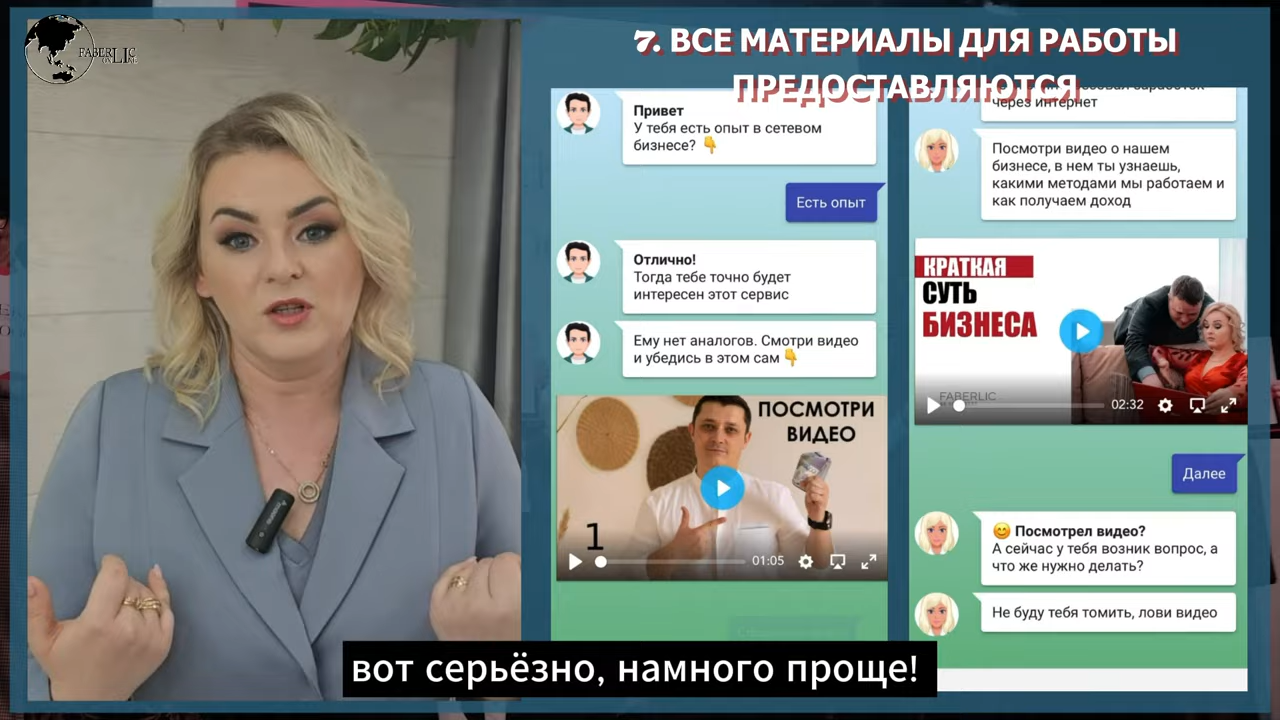 FABERLIC
ONLINE
7. ВСЕ МАТЕРИАЛЫ ДЛЯ РАБОТЫ
ПРЕДОСТАВЛЯЮТСЯ
Привет
У тебя есть опыт в сетевом
бизнесе? 👇
Есть опыт
Отлично!
Тогда тебе точно будет
интересен этот сервис
Ему нет аналогов. Смотри видео
и убедись в этом сам 👇
ПОСМОТРИ
ВИДЕО
1
01:05
через интернет
Посмотри видео о нашем
бизнесе, в нем ты узнаешь,
какими методами мы работаем и
как получаем доход
КРАТКАЯ
СУТЬ
БИЗНЕСА
FABERLIC
02:32
Далее
😊 Посмотрел видео?
А сейчас у тебя возник вопрос, а
что же нужно делать?
Не буду тебя томить, лови видео
вот серьёзно, намного проще!